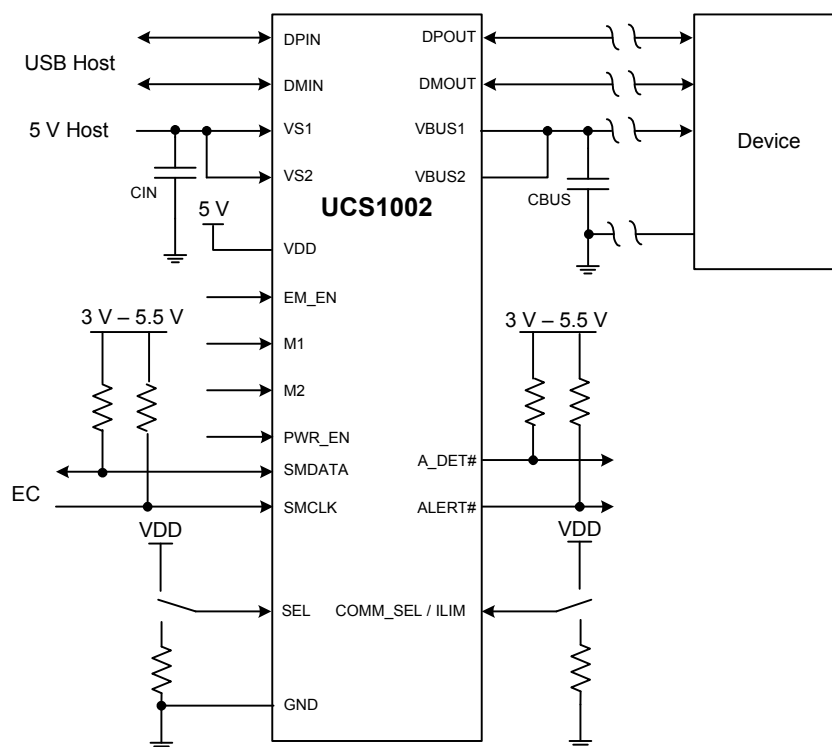 DPIN
DPOUT
USB Host
DMIN
DMOUT
5 V Host
VS1
VBUS1
Device
VS2
VBUS2
CIN
CBUS
5 V
UCS1002
VDD
EM_EN
3 V – 5.5 V
3 V – 5.5 V
M1
M2
PWR_EN
A_DET#
SMDATA
EC
SMCLK
ALERT#
VDD
VDD
SEL
COMM_SEL / ILIM
GND